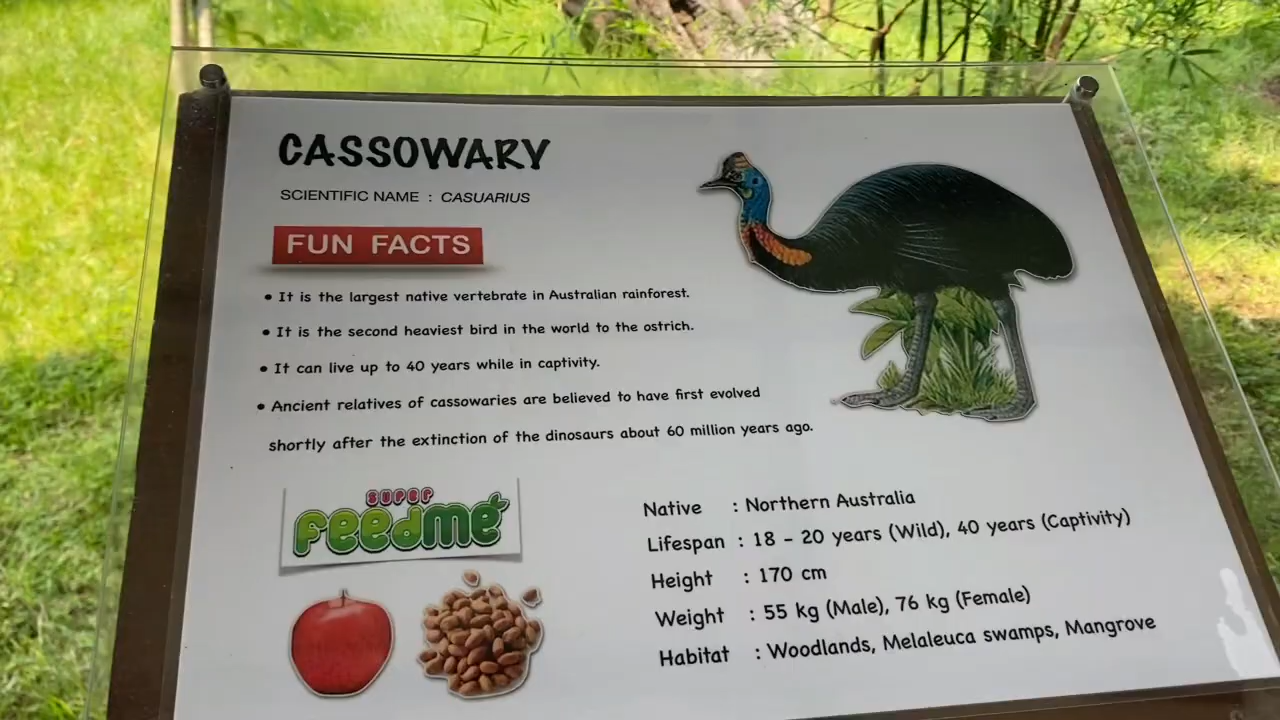 CASSOWARY
SCIENTIFIC NAME : CASUARIUS
FUN FACTS
• It is the largest native vertebrate in Australian rainforest.
• It is the second heaviest bird in the world to the ostrich.
• It can live up to 40 years while in captivity.
• Ancient relatives of cassowaries are believed to have first evolved
shortly after the extinction of the dinosaurs about 60 million years ago.
SUPER
feedme
Native : Northern Australia
Lifespan : 18 - 20 years (Wild), 40 years (Captivity)
Height : 170 cm
Weight : 55 kg (Male), 76 kg (Female)
Habitat : Woodlands, Melaleuca swamps, Mangrove